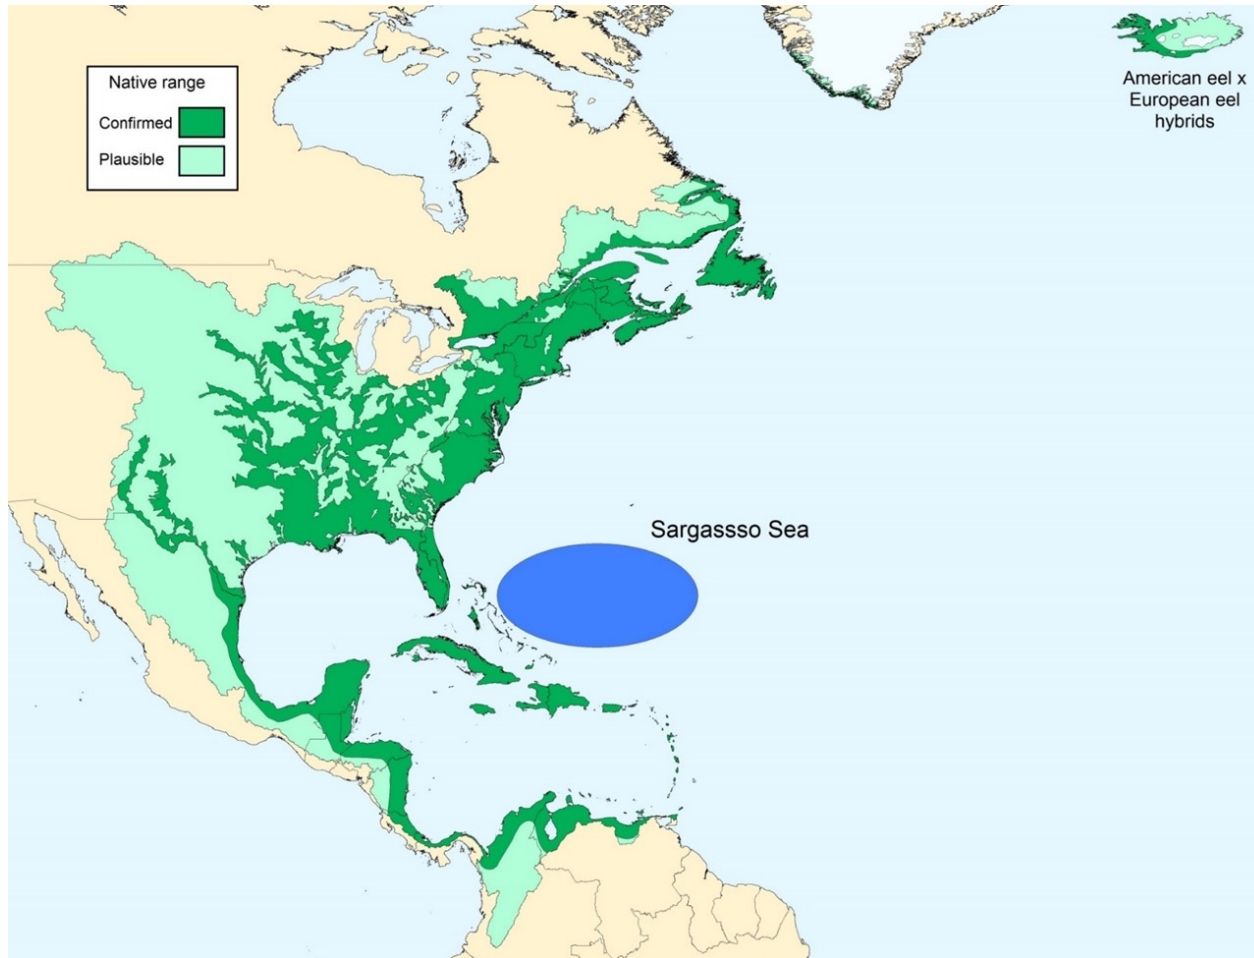 Native range
Confirmed
Plausible
American eel x
European eel
hybrids
Sargassso Sea